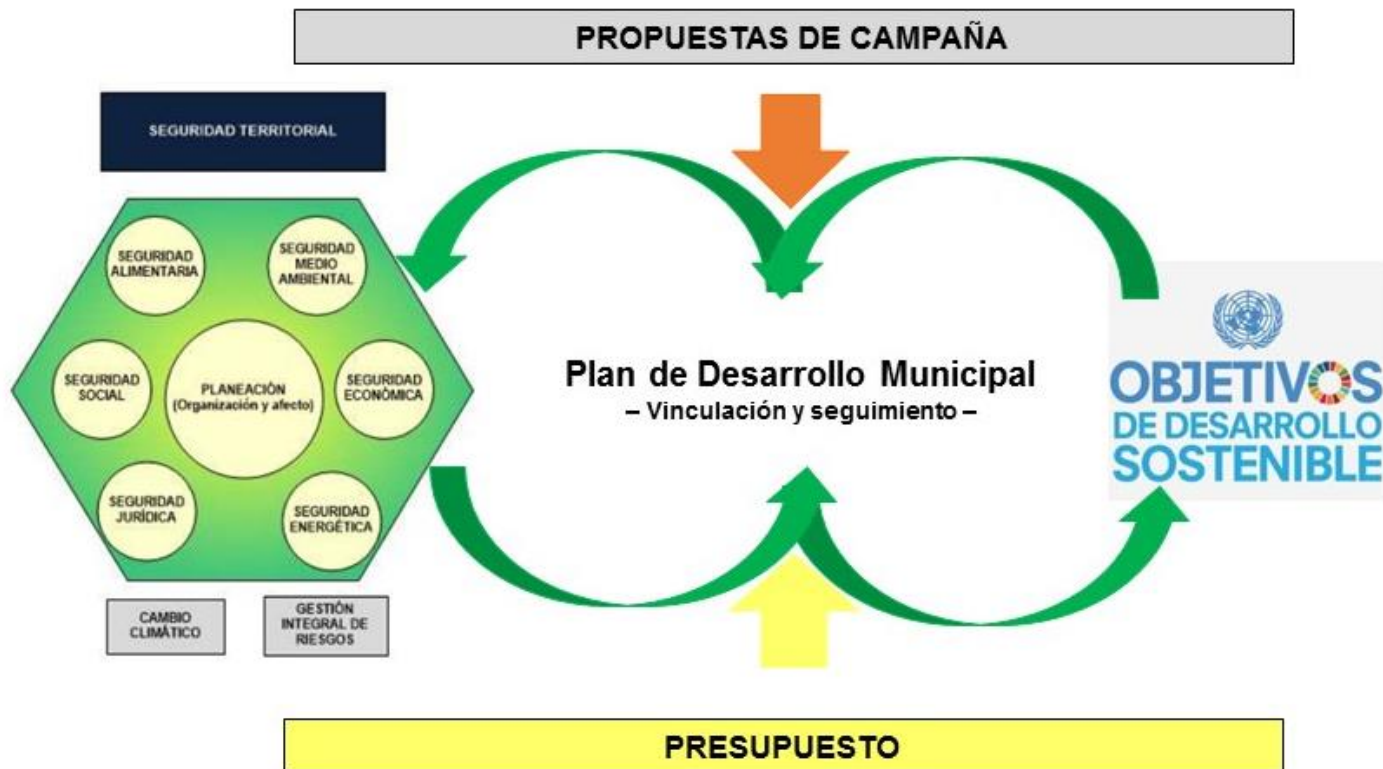 PROPUESTAS DE CAMPAÑA
SEGURIDAD TERRITORIAL
SEGURIDAD
ALIMENTARIA
SEGURIDAD
MEDIO
AMBIENTAL
SEGURIDAD
SOCIAL
PLANEACIÓN
(Organización y afecto)
SEGURIDAD
ECONÓMICA
SEGURIDAD
JURÍDICA
SEGURIDAD
ENERGÉTICA
CAMBIO
CLIMÁTICO
GESTIÓN
INTEGRAL DE
RIESGOS
Plan de Desarrollo Municipal
– Vinculación y seguimiento –
OBJETIVOS
DE DESARROLLO
SOSTENIBLE
PRESUPUESTO